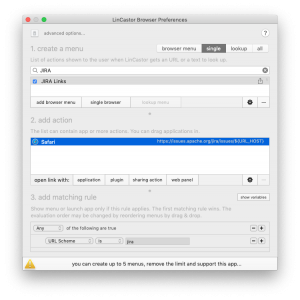 LinCastor Browser Preferences
advanced options...
?
1. create a menu
browser menu
single
lookup
all
List of actions shown to the user when LinCastor gets an URL or a text to look up.
JIRA
JIRA Links
add browser menu
single browser
lookup menu
2. add action
The list can contain app or more actions. You can drag applications in.
Safari
https://issues.apache.org/jira/issues/${URL_HOST}
open link with:
application
plugin
sharing action
web panel
3. add matching rule
show variables
Show menu or launch app only if this rule applies. The first matching rule wins. The
evaluation order may be changed by reordering menus by drag & drop.
Any
of the following are true
URL Scheme
is
jira
you can create up to 5 menus, remove the limit and support this app...